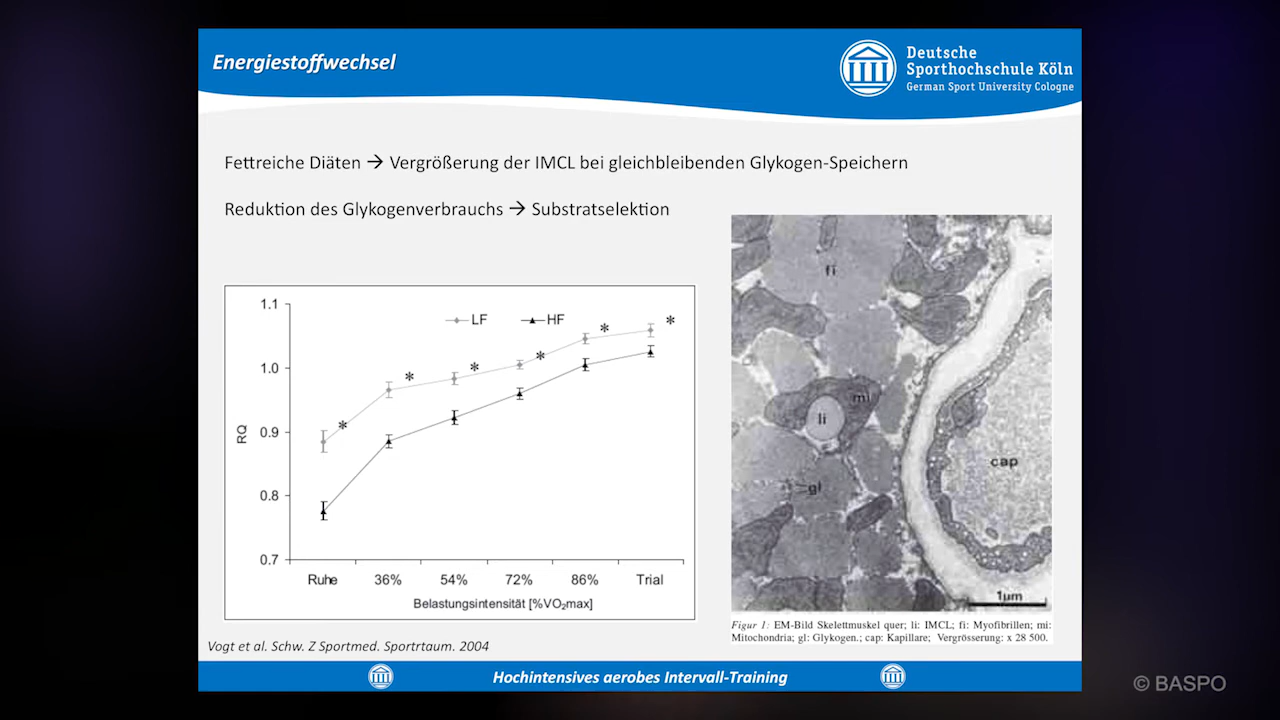 Energiestoffwechsel
Deutsche
Sporthochschule Köln
German Sport University Cologne
Fettreiche Diäten → Vergrößerung der IMCL bei gleichbleibenden Glykogen-Speichern
Reduktion des Glykogenverbrauchs → Substratselektion
1.1
1.0
0.9
0.8
0.7
RQ
LF
HF
*
*
*
*
*
*
Ruhe 36% 54% 72% 86% Trial
Belastungsintensität [%VO₂max]
fi
mi
li
cap
gl
1µm
Figur 1: EM-Bild Skelettmuskel quer; li: IMCL; fi: Myofibrillen; mi:
Mitochondria; gl: Glykogen.; cap: Kapillare; Vergrösserung: x 28 500.
Vogt et al. Schw. Z Sportmed. Sportrtaum. 2004
Hochintensives aerobes Intervall-Training
© BASPO